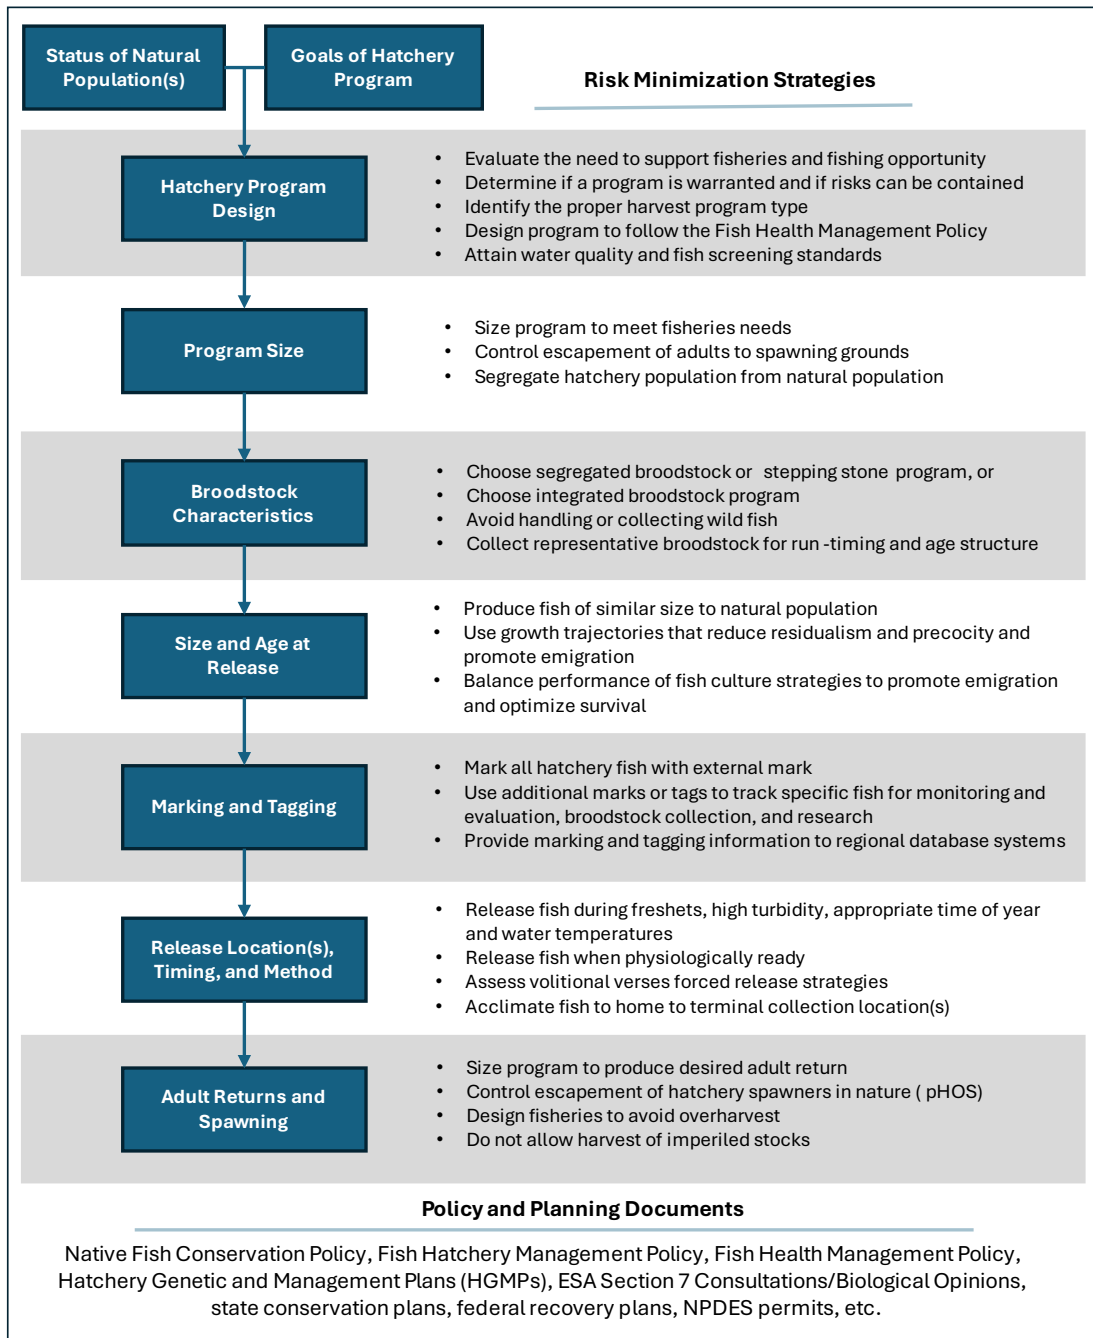 Status of Natural
Population(s)
Goals of Hatchery
Program
Risk Minimization Strategies
Hatchery Program
Design
• Evaluate the need to support fisheries and fishing opportunity
• Determine if a program is warranted and if risks can be contained
• Identify the proper harvest program type
• Design program to follow the Fish Health Management Policy
• Attain water quality and fish screening standards
Program Size
• Size program to meet fisheries needs
• Control escapement of adults to spawning grounds
• Segregate hatchery population from natural population
Broodstock
Characteristics
• Choose segregated broodstock or stepping stone program, or
• Choose integrated broodstock program
• Avoid handling or collecting wild fish
• Collect representative broodstock for run -timing and age structure
Size and Age at
Release
• Produce fish of similar size to natural population
• Use growth trajectories that reduce residualism and precocity and
promote emigration
• Balance performance of fish culture strategies to promote emigration
and optimize survival
Marking and Tagging
• Mark all hatchery fish with external mark
• Use additional marks or tags to track specific fish for monitoring and
evaluation, broodstock collection, and research
• Provide marking and tagging information to regional database systems
Release Location(s),
Timing, and Method
• Release fish during freshets, high turbidity, appropriate time of year
and water temperatures
• Release fish when physiologically ready
• Assess volitional verses forced release strategies
• Acclimate fish to home to terminal collection location(s)
Adult Returns and
Spawning
• Size program to produce desired adult return
• Control escapement of hatchery spawners in nature ( pHOS)
• Design fisheries to avoid overharvest
• Do not allow harvest of imperiled stocks
Policy and Planning Documents
Native Fish Conservation Policy, Fish Hatchery Management Policy, Fish Health Management Policy,
Hatchery Genetic and Management Plans (HGMPs), ESA Section 7 Consultations/Biological Opinions,
state conservation plans, federal recovery plans, NPDES permits, etc.